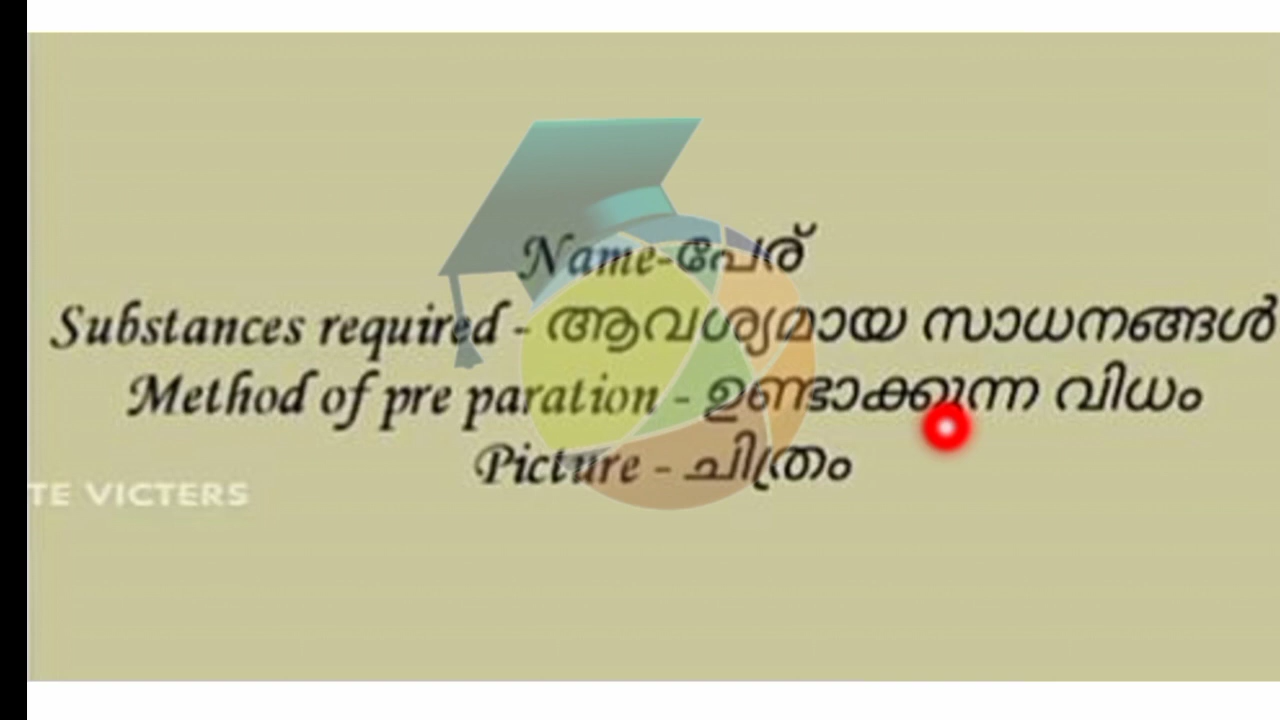 Name-പേര്
Substances required - ആവശ്യമായ സാധനങ്ങൾ
Method of pre paration - ഉണ്ടാക്കുന്ന വിധം
Picture - ചിത്രം
TE VICTERS